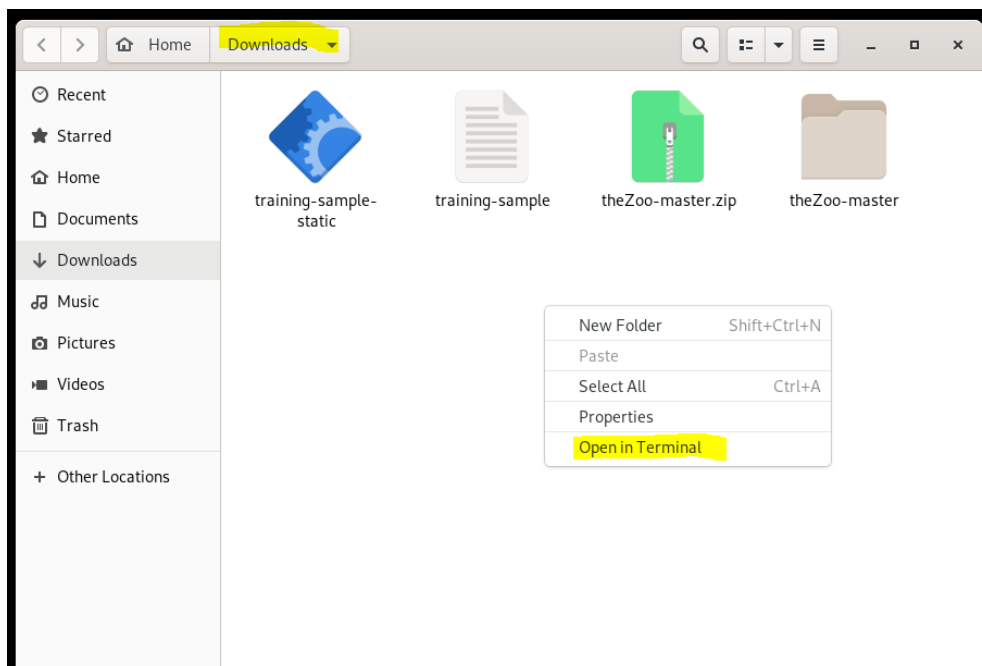 Home
Downloads
Recent
Starred
Home
Documents
Downloads
Music
Pictures
Videos
Trash
+ Other Locations
training-sample-
static
training-sample
theZoo-master.zip
theZoo-master
New Folder Shift+Ctrl+N
Paste
Select All Ctrl+A
Properties
Open in Terminal